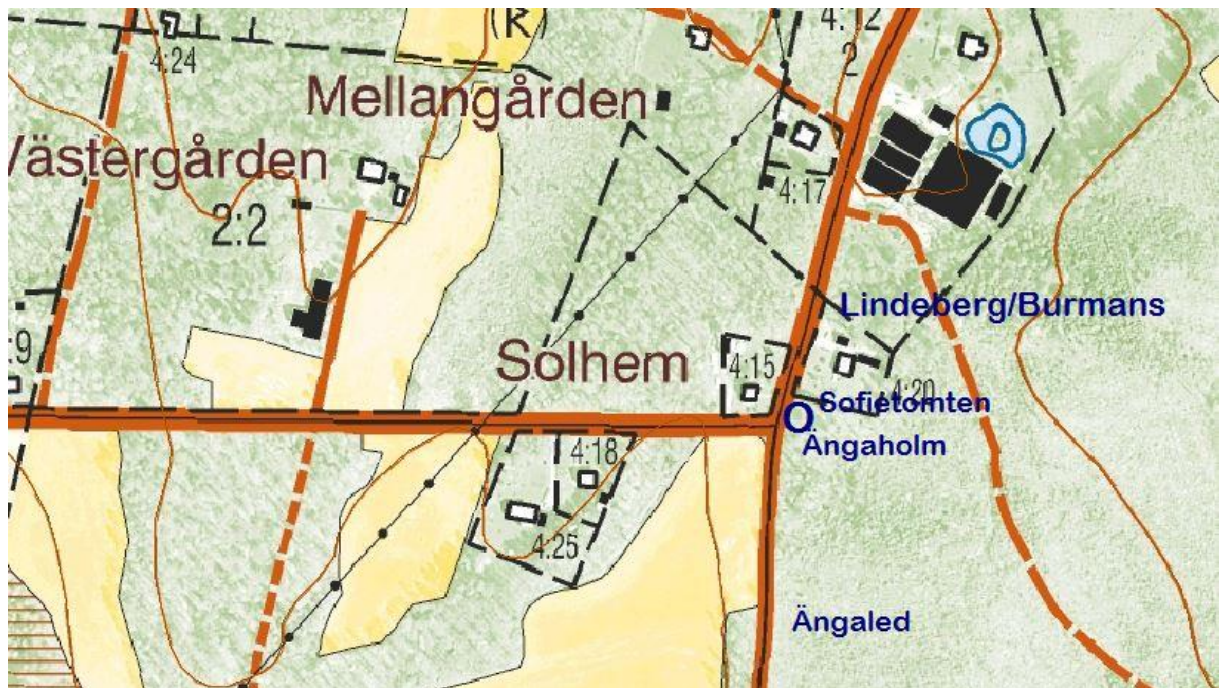 (R)
4:12
2
4:24
Mellangården
Västergården
4:17
2:2
Lindeberg/Burmans
:9
Solhem
4:15
4:20
Sofietomten
O
Ängaholm
4:18
4:25
Ängaled